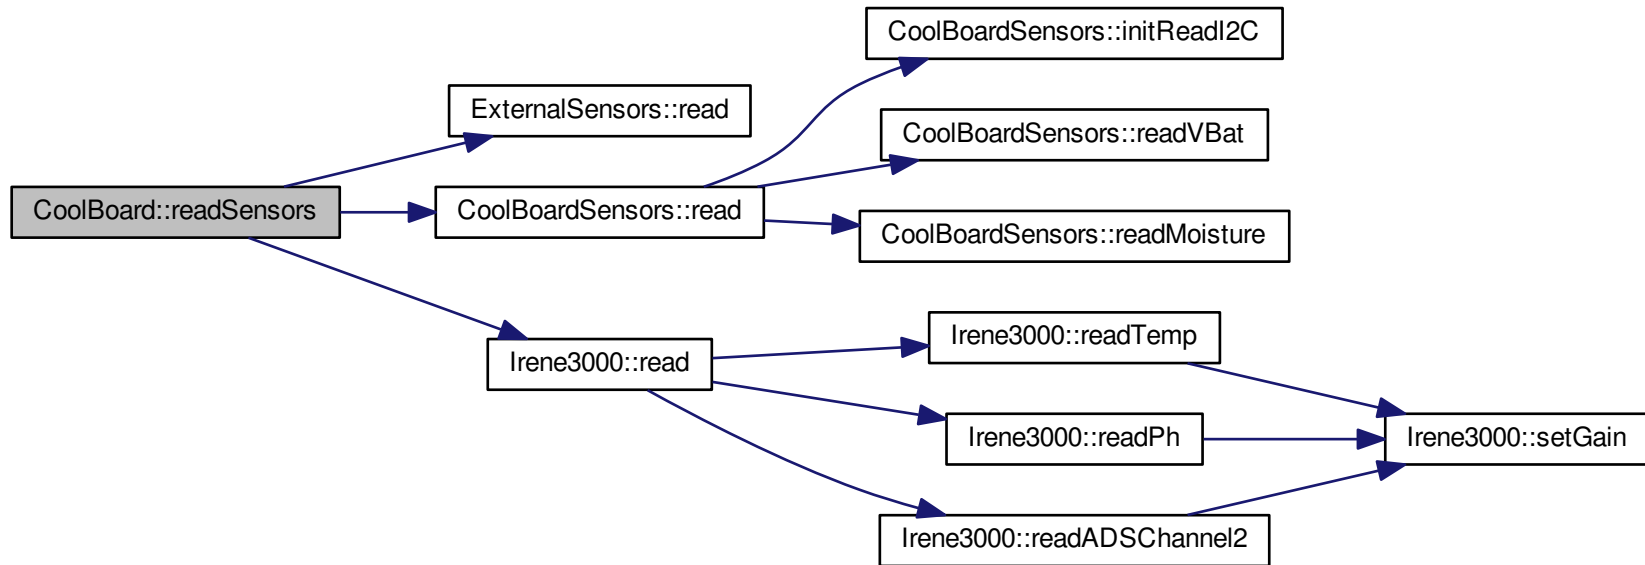 CoolBoard::readSensors
ExternalSensors::read
CoolBoardSensors::read
Irene3000::read
CoolBoardSensors::initReadI2C
CoolBoardSensors::readVBat
CoolBoardSensors::readMoisture
Irene3000::readTemp
Irene3000::readPh
Irene3000::readADSChannel2
Irene3000::setGain